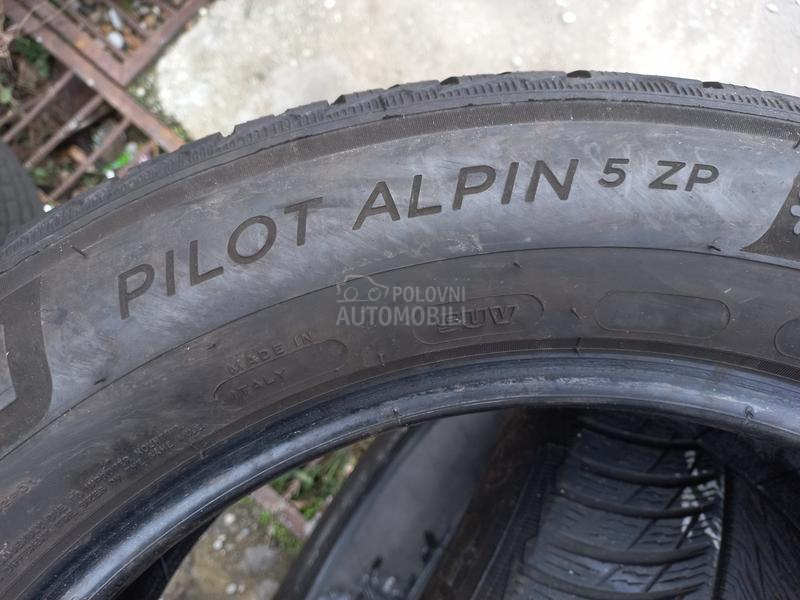 PILOT ALPIN 5 ZP
POLOVNI
AUTOMOBILI
SUV
MADE IN
ITALY